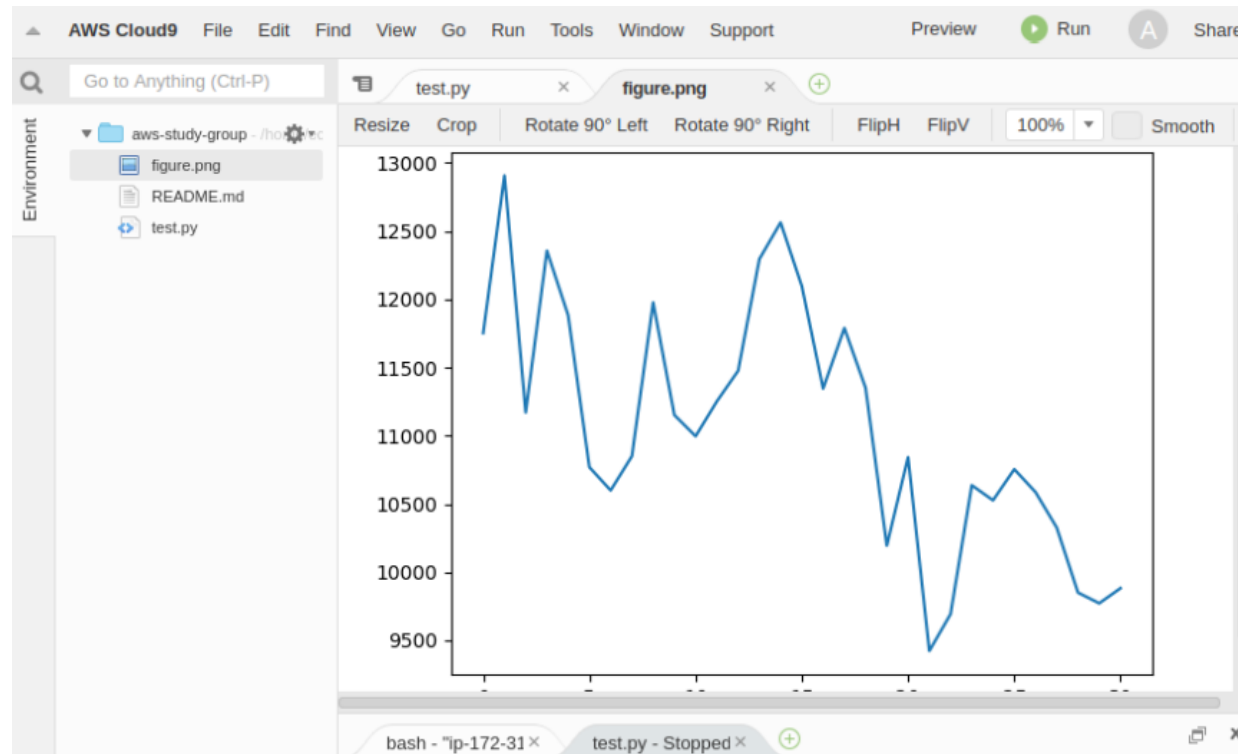 AWS Cloud9 File Edit Find View Go Run Tools Window Support Preview Run A Share
Go to Anything (Ctrl-P)
test.py × figure.png ×
Environment
aws-study-group
figure.png
README.md
test.py
Resize Crop Rotate 90° Left Rotate 90° Right FlipH FlipV 100% Smooth
13000
12500
12000
11500
11000
10500
10000
9500
bash - "ip-172-31 × test.py - Stopped ×